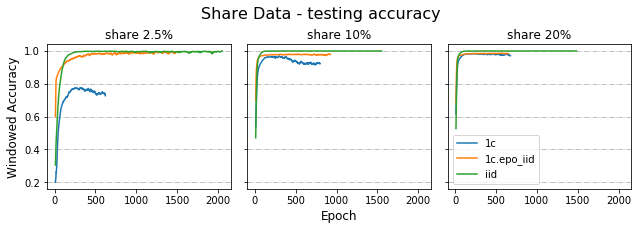 Share Data - testing accuracy
share 2.5%
share 10%
share 20%
Windowed Accuracy
1.0
0.8
0.6
0.4
0.2
0 500 1000 1500 2000
0 500 1000 1500 2000
0 500 1000 1500 2000
1c
1c.epo_iid
iid
Epoch